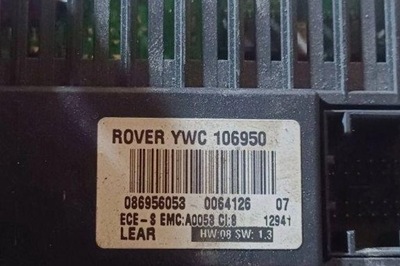 ROVER YWC 106950
086956053 0064126 07
ECE-S EMC:A0058 CI:8 12941
LEAR HW:08 SW: 1.3